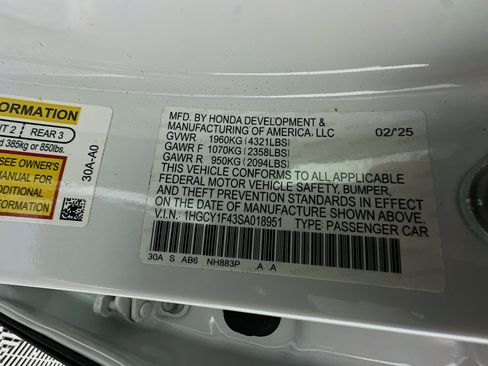 ORMATION
NT 2 REAR 3
d 385kg or 850lbs.
SEE OWNER'S
MANUAL FOR
ADDITIONAL
FORMATION
30A-A0
MFD. BY HONDA DEVELOPMENT &
MANUFACTURING OF AMERICA, LLC 02/'25
GVWR 1960KG (4321LBS)
GAWR F 1070KG (2358LBS)
GAWR R 950KG (2094LBS)
THIS VEHICLE CONFORMS TO ALL APPLICABLE
FEDERAL MOTOR VEHICLE SAFETY, BUMPER,
AND THEFT PREVENTION STANDARDS IN EFFECT
ON THE DATE OF MANUFACTURE SHOWN ABOVE.
V.I.N.: 1HGCY1F43SA018951 TYPE: PASSENGER CAR
30A S AB6 NH883P .A .A